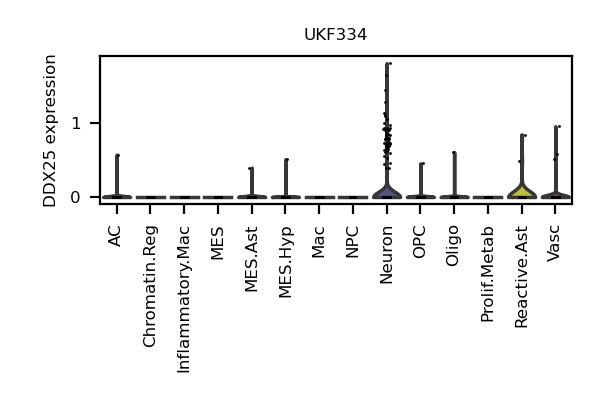 UKF334
DDX25 expression
1
0
AC
Chromatin.Reg
Inflammatory.Mac
MES
MES.Ast
MES.Hyp
Mac
NPC
Neuron
OPC
Oligo
Prolif.Metab
Reactive.Ast
Vasc